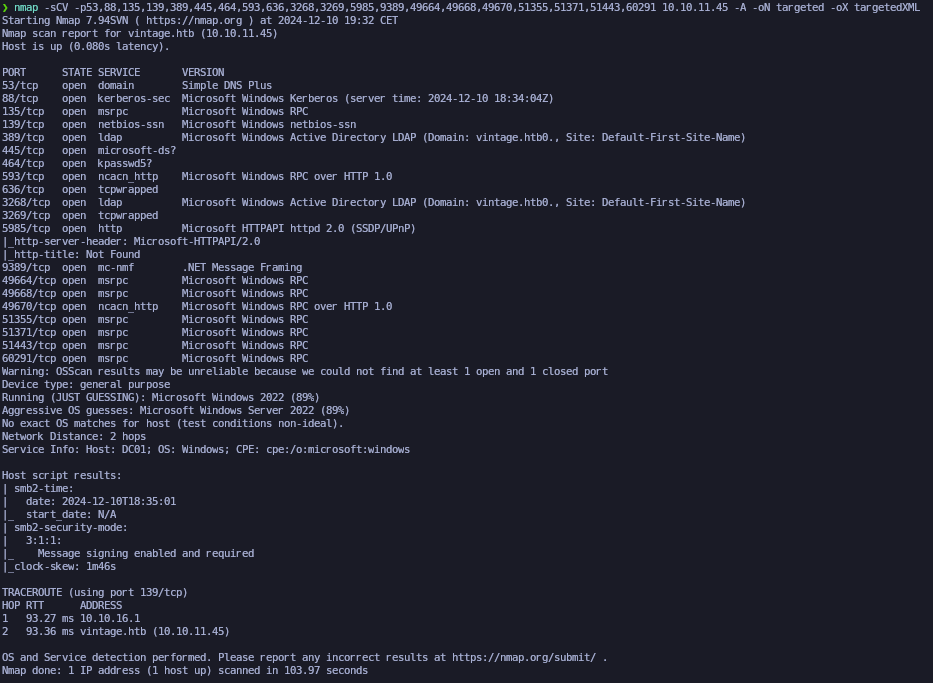 ❯ nmap -sCV -p53,88,135,139,389,445,464,593,636,3268,3269,5985,9389,49664,49668,49670,51355,51371,51443,60291 10.10.11.45 -A -oN targeted -oX targetedXML
Starting Nmap 7.94SVN ( https://nmap.org ) at 2024-12-10 19:32 CET
Nmap scan report for vintage.htb (10.10.11.45)
Host is up (0.080s latency).

PORT      STATE SERVICE       VERSION
53/tcp    open  domain        Simple DNS Plus
88/tcp    open  kerberos-sec  Microsoft Windows Kerberos (server time: 2024-12-10 18:34:04Z)
135/tcp   open  msrpc         Microsoft Windows RPC
139/tcp   open  netbios-ssn   Microsoft Windows netbios-ssn
389/tcp   open  ldap          Microsoft Windows Active Directory LDAP (Domain: vintage.htb0., Site: Default-First-Site-Name)
445/tcp   open  microsoft-ds?
464/tcp   open  kpasswd5?
593/tcp   open  ncacn_http    Microsoft Windows RPC over HTTP 1.0
636/tcp   open  tcpwrapped
3268/tcp  open  ldap          Microsoft Windows Active Directory LDAP (Domain: vintage.htb0., Site: Default-First-Site-Name)
3269/tcp  open  tcpwrapped
5985/tcp  open  http          Microsoft HTTPAPI httpd 2.0 (SSDP/UPnP)
|_http-server-header: Microsoft-HTTPAPI/2.0
|_http-title: Not Found
9389/tcp  open  mc-nmf        .NET Message Framing
49664/tcp open  msrpc         Microsoft Windows RPC
49668/tcp open  msrpc         Microsoft Windows RPC
49670/tcp open  ncacn_http    Microsoft Windows RPC over HTTP 1.0
51355/tcp open  msrpc         Microsoft Windows RPC
51371/tcp open  msrpc         Microsoft Windows RPC
51443/tcp open  msrpc         Microsoft Windows RPC
60291/tcp open  msrpc         Microsoft Windows RPC
Warning: OSScan results may be unreliable because we could not find at least 1 open and 1 closed port
Device type: general purpose
Running (JUST GUESSING): Microsoft Windows 2022 (89%)
Aggressive OS guesses: Microsoft Windows Server 2022 (89%)
No exact OS matches for host (test conditions non-ideal).
Network Distance: 2 hops
Service Info: Host: DC01; OS: Windows; CPE: cpe:/o:microsoft:windows

Host script results:
| smb2-time:
|   date: 2024-12-10T18:35:01
|_  start_date: N/A
| smb2-security-mode:
|   3:1:1:
|_    Message signing enabled and required
|_clock-skew: 1m46s

TRACEROUTE (using port 139/tcp)
HOP RTT      ADDRESS
1   93.27 ms 10.10.16.1
2   93.36 ms vintage.htb (10.10.11.45)

OS and Service detection performed. Please report any incorrect results at https://nmap.org/submit/ .
Nmap done: 1 IP address (1 host up) scanned in 103.97 seconds